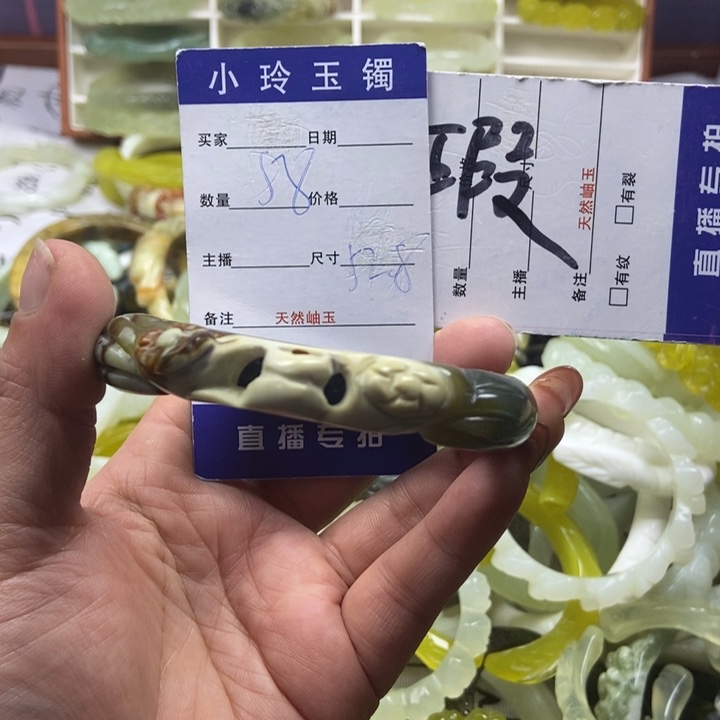 小玲玉镯
买家 日期
58
数量 价格
主播 尺寸 52.8
备注 天然岫玉
直播专拍
瑕
数量
主播
备注 天然岫玉
有纹 有裂
直播专拍